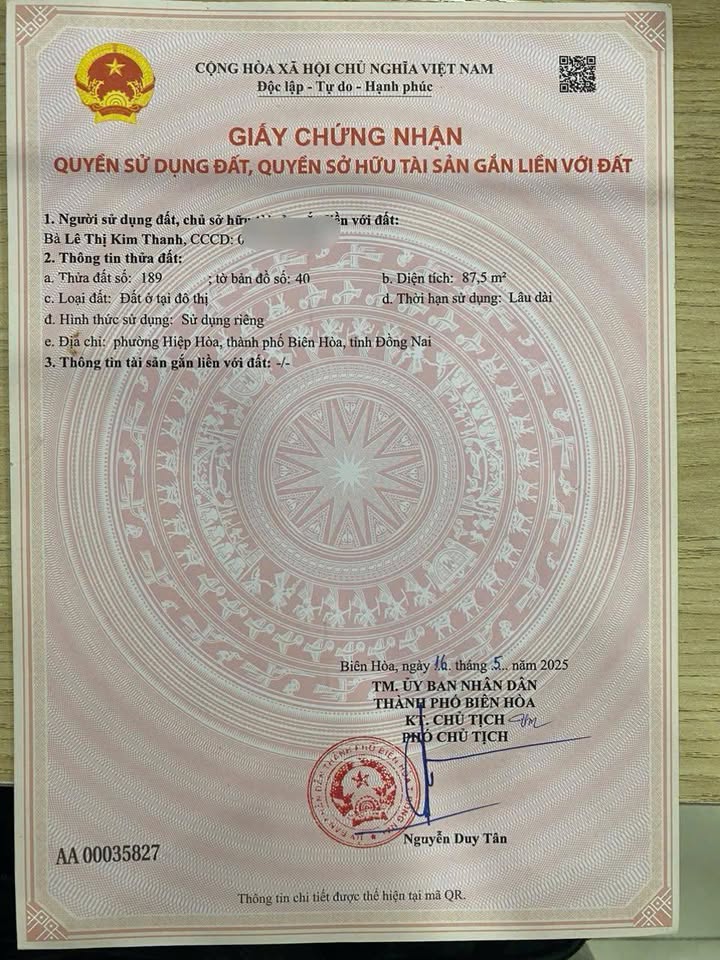 CỘNG HÒA XÃ HỘI CHỦ NGHĨA VIỆT NAM
Độc lập - Tự do - Hạnh phúc
GIẤY CHỨNG NHẬN
QUYỀN SỬ DỤNG ĐẤT, QUYỀN SỞ HỮU TÀI SẢN GẮN LIỀN VỚI ĐẤT
1. Người sử dụng đất, chủ sở hữu liền với đất:
Bà Lê Thị Kim Thanh, CCCD: 0
2. Thông tin thửa đất:
a. Thửa đất số: 189 ; tờ bản đồ số: 40 b. Diện tích: 87,5 m²
c. Loại đất: Đất ở tại đô thị d. Thời hạn sử dụng: Lâu dài
đ. Hình thức sử dụng: Sử dụng riêng
e. Địa chỉ: phường Hiệp Hòa, thành phố Biên Hòa, tỉnh Đồng Nai
3. Thông tin tài sản gắn liền với đất: -/-
Biên Hòa, ngày 16 tháng 5 năm 2025
TM. ỦY BAN NHÂN DÂN
THÀNH PHỐ BIÊN HÒA
KT. CHỦ TỊCH
PHÓ CHỦ TỊCH
Nguyễn Duy Tân
AA 00035827
Thông tin chi tiết được thể hiện tại mã QR.